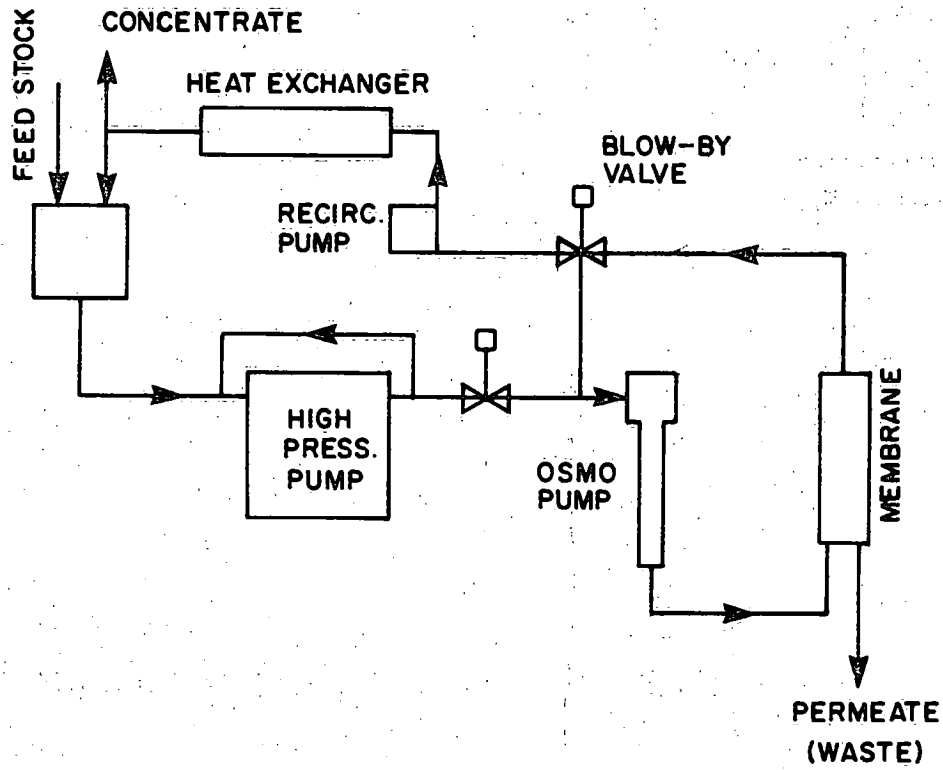 CONCENTRATE
FEED STOCK
HEAT EXCHANGER
BLOW-BY
VALVE
RECIRC.
PUMP
HIGH
PRESS.
PUMP
OSMO
PUMP
MEMBRANE
PERMEATE
(WASTE)